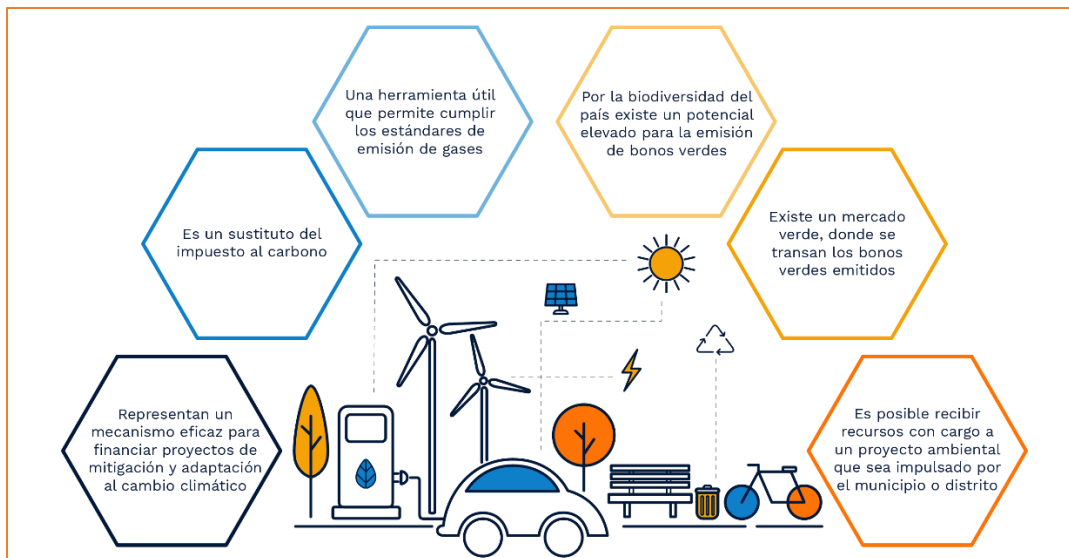 Una herramienta útil
que permite cumplir
los estándares de
emisión de gases
Por la biodiversidad del
país existe un potencial
elevado para la emisión
de bonos verdes
Es un sustituto del
impuesto al carbono
Existe un mercado
verde, donde se
transan los bonos
verdes emitidos
Representan un
mecanismo eficaz para
financiar proyectos de
mitigación y adaptación
al cambio climático
Es posible recibir
recursos con cargo a
un proyecto ambiental
que sea impulsado por
el municipio o distrito